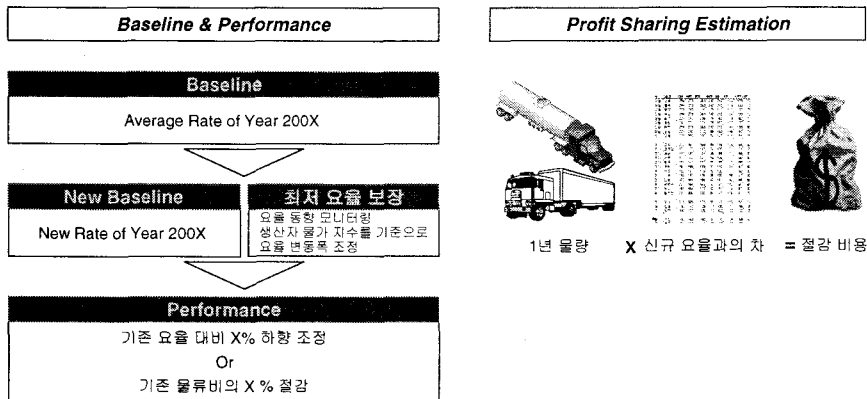 Baseline & Performance
Baseline
Average Rate of Year 200X
New Baseline
New Rate of Year 200X
최저 요율 보장
요율 동향 모니터링
생산자 물가 지수를 기준으로
요율 변동폭 조정
Performance
기존 요율 대비 X% 하향 조정
Or
기존 물류비의 X % 절감
Profit Sharing Estimation
1년 물량 X 신규 요율과의 차 = 절감 비용